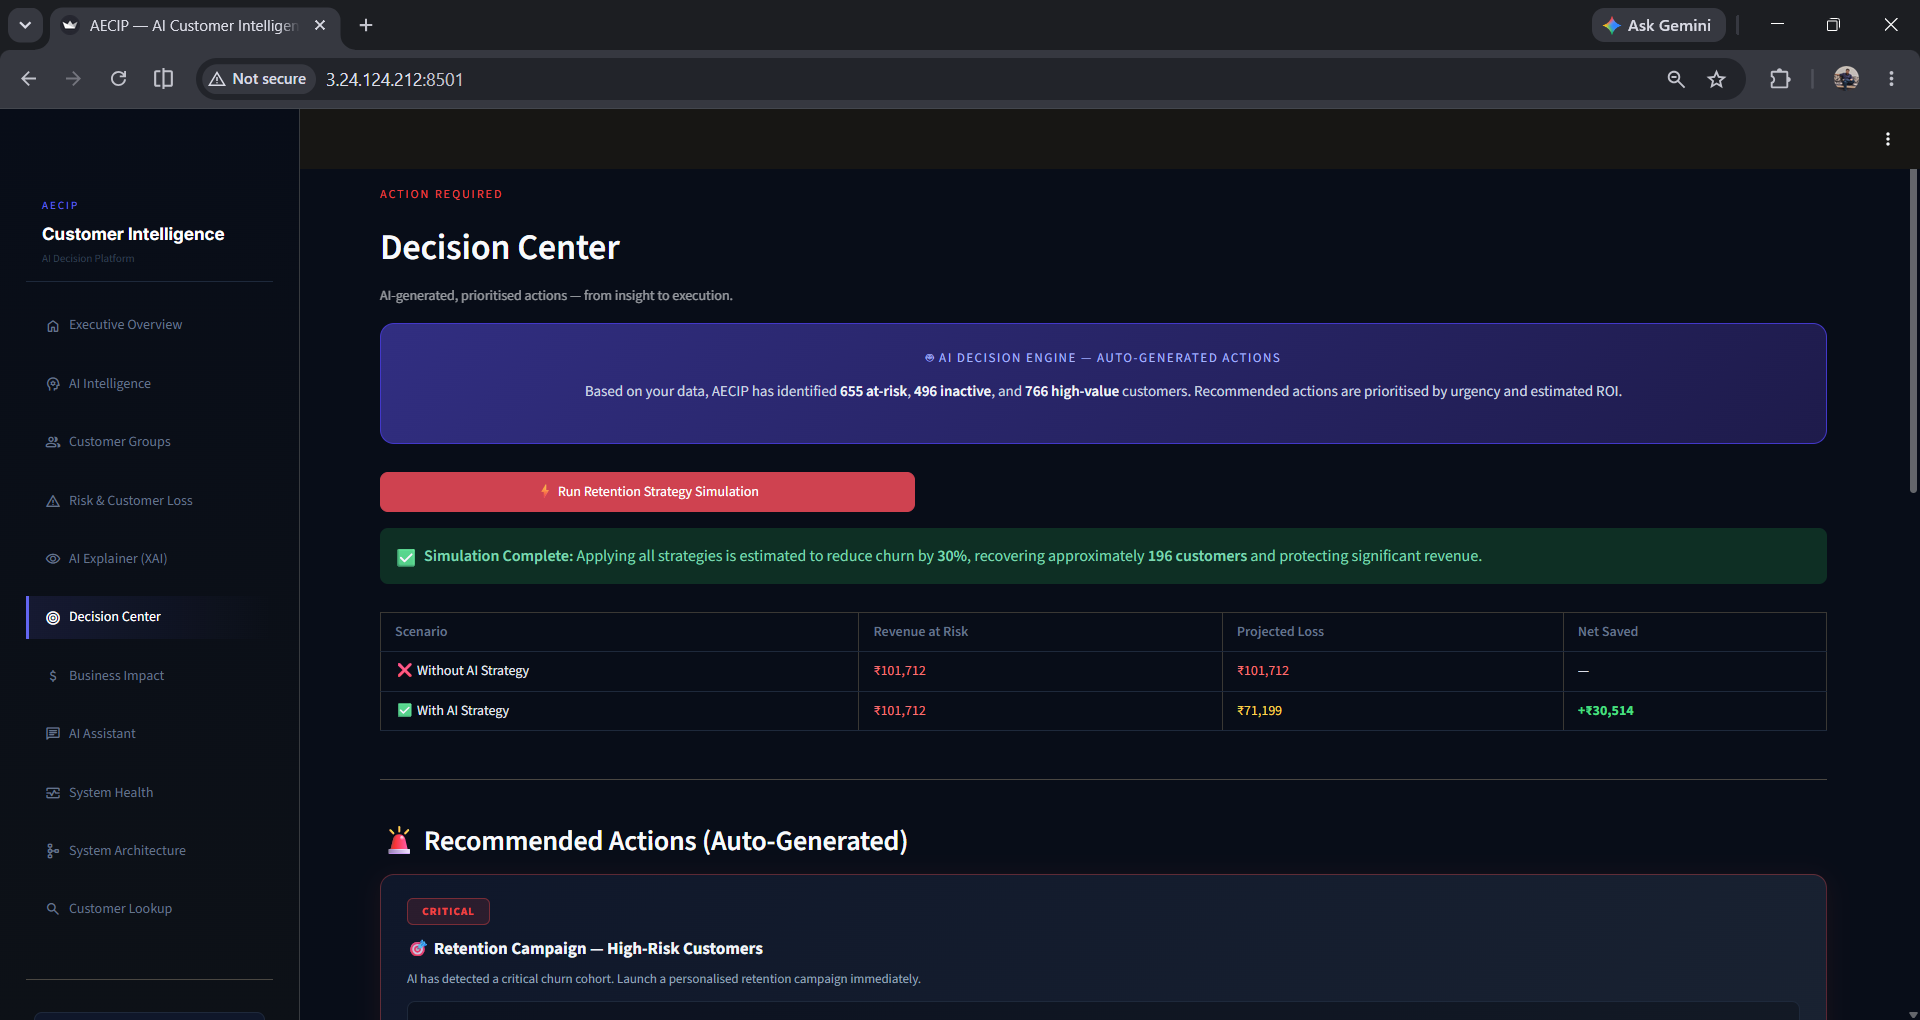 AECIP — AI Customer Intelligen
Ask Gemini
Not secure
3.24.124.212:8501
AECIP
Customer Intelligence
AI Decision Platform
Executive Overview
AI Intelligence
Customer Groups
Risk & Customer Loss
AI Explainer (XAI)
Decision Center
Business Impact
AI Assistant
System Health
System Architecture
Customer Lookup
ACTION REQUIRED
Decision Center
AI-generated, prioritised actions — from insight to execution.
AI DECISION ENGINE — AUTO-GENERATED ACTIONS
Based on your data, AECIP has identified 655 at-risk, 496 inactive, and 766 high-value customers. Recommended actions are prioritised by urgency and estimated ROI.
⚡ Run Retention Strategy Simulation
✅ Simulation Complete: Applying all strategies is estimated to reduce churn by 30%, recovering approximately 196 customers and protecting significant revenue.
Scenario Revenue at Risk Projected Loss Net Saved
❌ Without AI Strategy ₹101,712 ₹101,712 —
✅ With AI Strategy ₹101,712 ₹71,199 +₹30,514
🚨 Recommended Actions (Auto-Generated)
CRITICAL
🎯 Retention Campaign — High-Risk Customers
AI has detected a critical churn cohort. Launch a personalised retention campaign immediately.